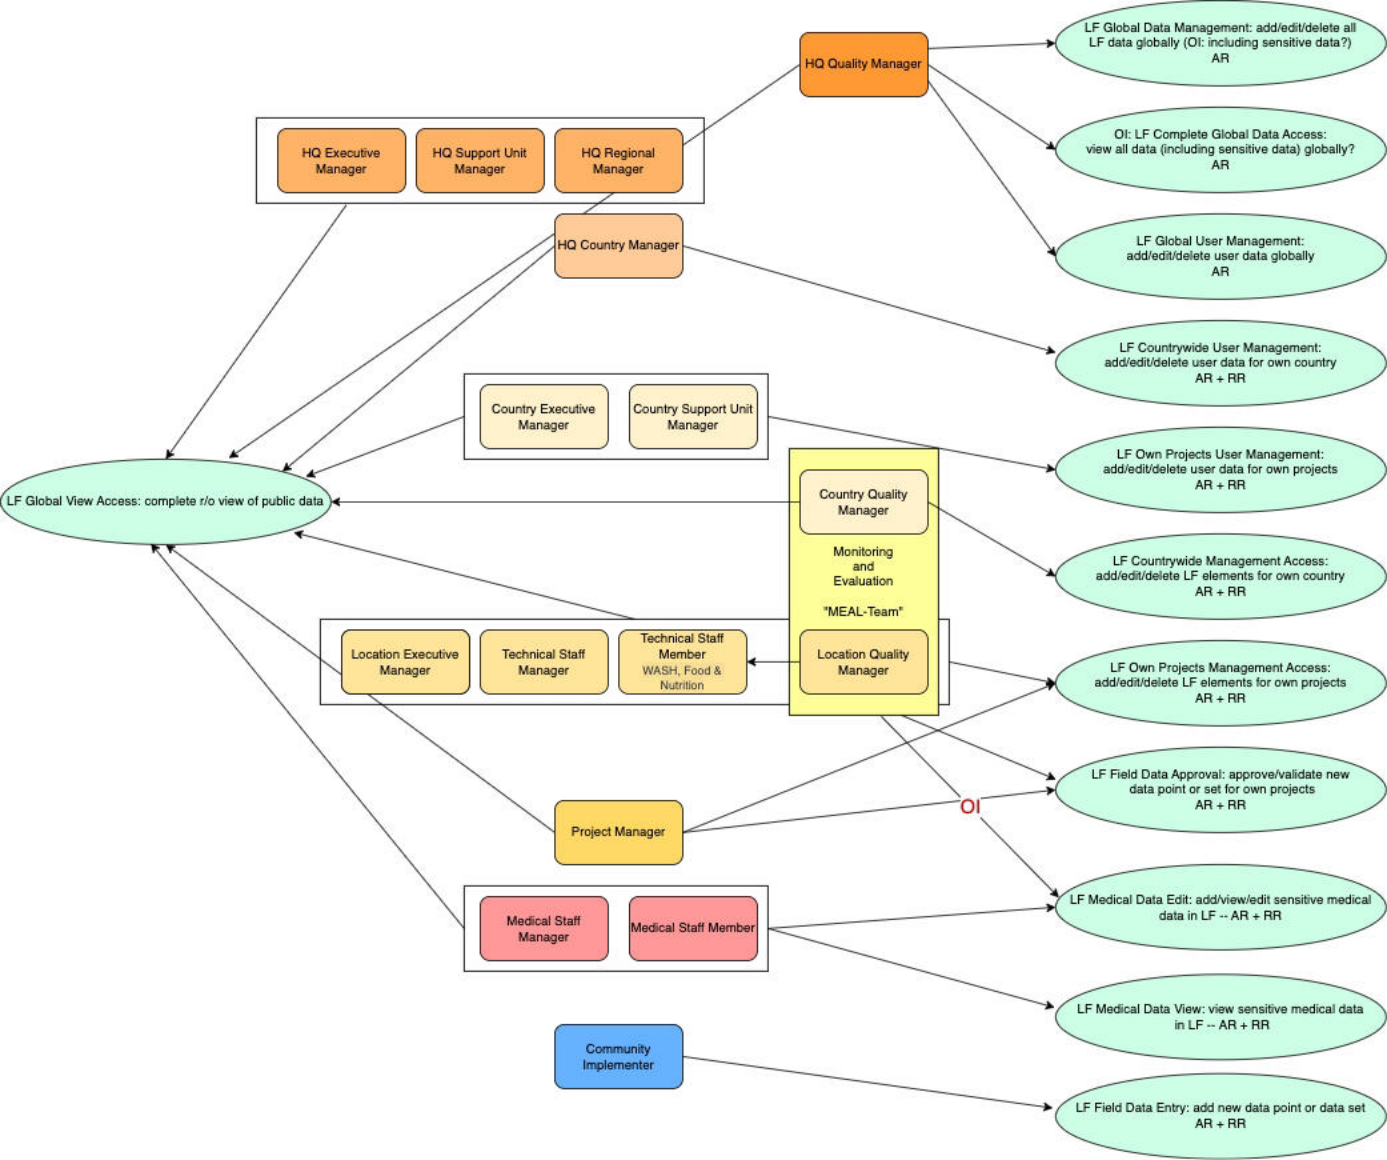 LF Global Data Management: add/edit/delete all
LF data globally (OI: including sensitive data?)
AR
HQ Quality Manager
OI: LF Complete Global Data Access:
view all data (including sensitive data) globally?
AR
HQ Executive
Manager
HQ Support Unit
Manager
HQ Regional
Manager
HQ Country Manager
LF Global User Management:
add/edit/delete user data globally
AR
LF Countrywide User Management:
add/edit/delete user data for own country
AR + RR
Country Executive
Manager
Country Support Unit
Manager
LF Own Projects User Management:
add/edit/delete user data for own projects
AR + RR
LF Global View Access: complete r/o view of public data
Country Quality
Manager
Monitoring
and
Evaluation
"MEAL-Team"
LF Countrywide Management Access:
add/edit/delete LF elements for own country
AR + RR
Location Executive
Manager
Technical Staff
Manager
Technical Staff
Member
WASH, Food &
Nutrition
Location Quality
Manager
LF Own Projects Management Access:
add/edit/delete LF elements for own projects
AR + RR
LF Field Data Approval: approve/validate new
data point or set for own projects
AR + RR
OI
Project Manager
Medical Staff
Manager
Medical Staff Member
LF Medical Data Edit: add/view/edit sensitive medical
data in LF -- AR + RR
LF Medical Data View: view sensitive medical data
in LF -- AR + RR
Community
Implementer
LF Field Data Entry: add new data point or data set
AR + RR